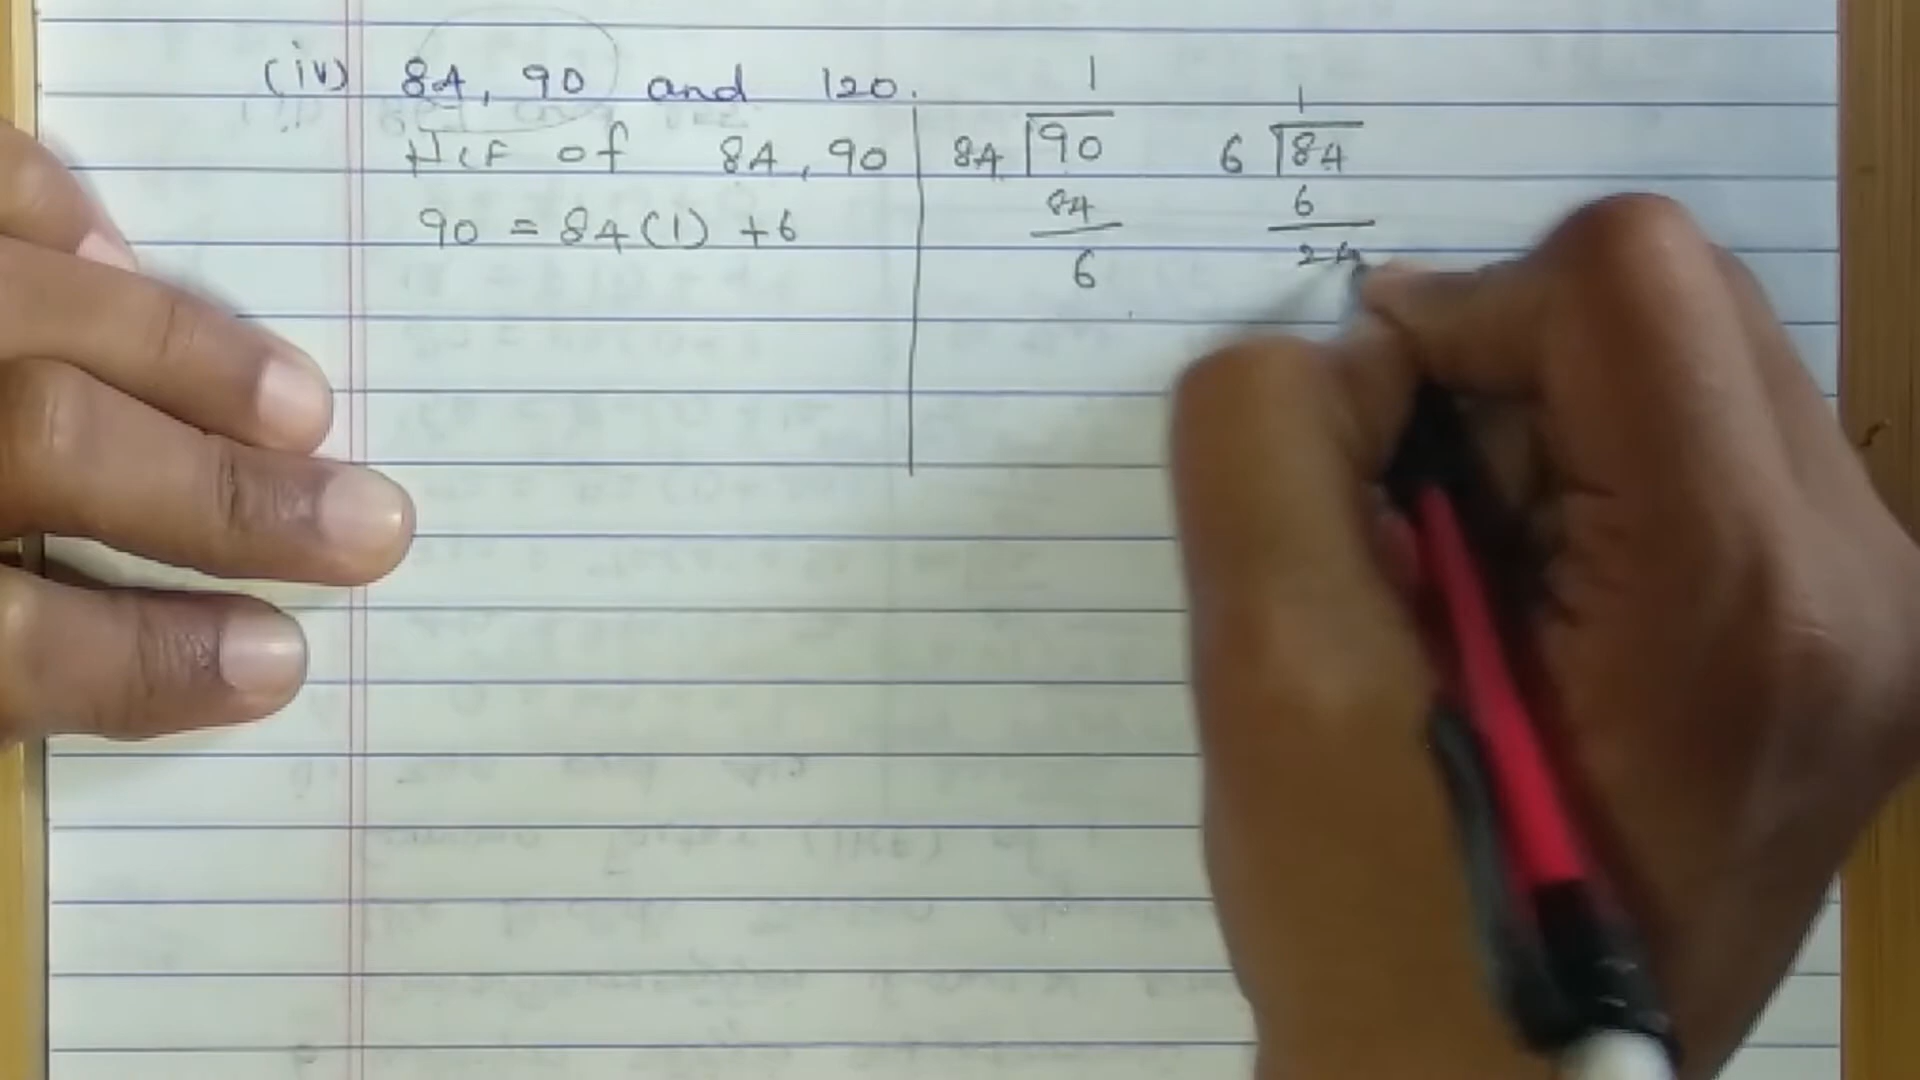 (iv) 84, 90 and 120.
HCF of 84, 90
90 = 84(1) + 6
1
84 90
84
6
1
6 84
6
24